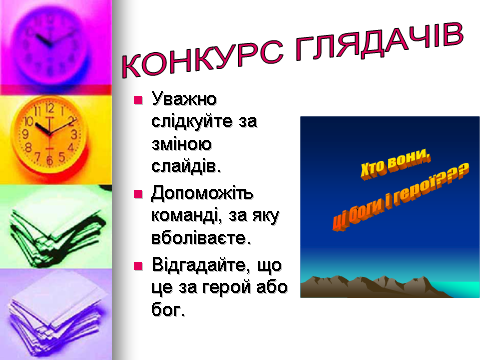 КОНКУРС ГЛЯДАЧІВ
Уважно
слідкуйте за
зміною
слайдів.
Допоможіть
команді, за яку
вболіваєте.
Відгадайте, що
це за герой або
бог.
Хто вони,
ці боги і герої???